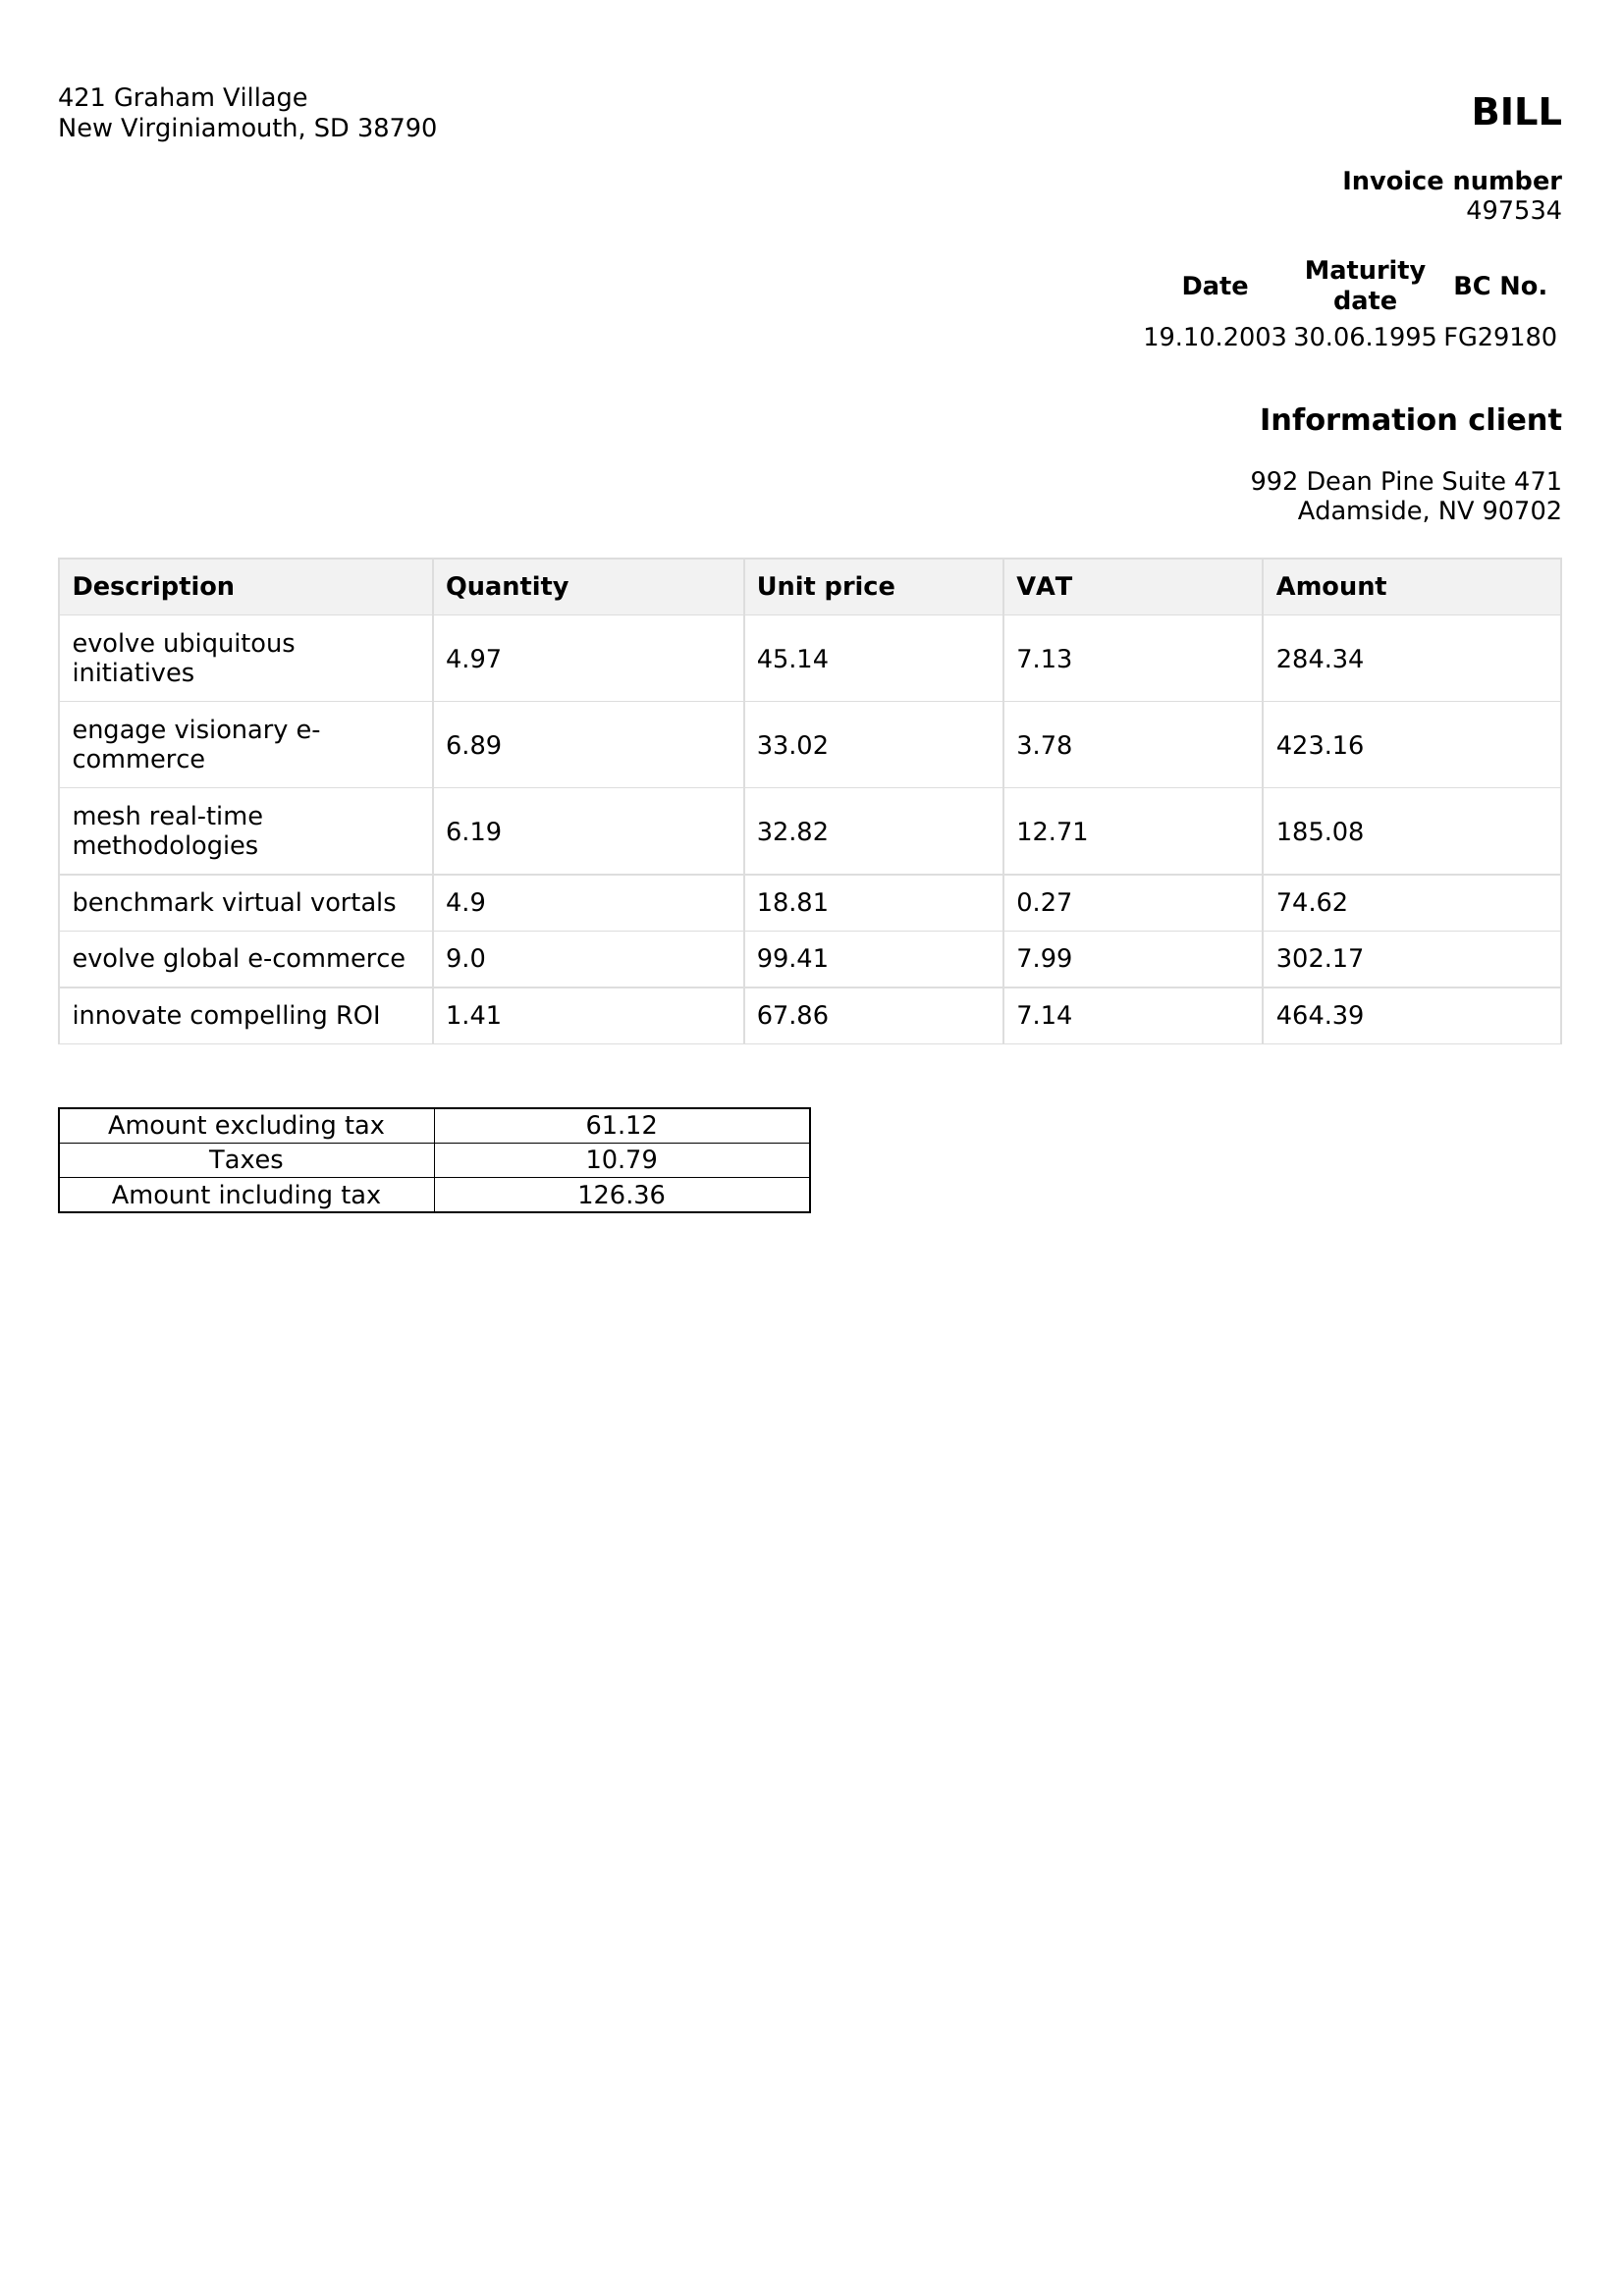 421 Graham Village
New Virginiamouth, SD 38790
BILL
Invoice number
497534
Date Maturity date BC No.
19.10.2003 30.06.1995 FG29180
Information client
992 Dean Pine Suite 471
Adamside, NV 90702
Description Quantity Unit price VAT Amount
evolve ubiquitous
initiatives 4.97 45.14 7.13 284.34
engage visionary e-
commerce 6.89 33.02 3.78 423.16
mesh real-time
methodologies 6.19 32.82 12.71 185.08
benchmark virtual vortals 4.9 18.81 0.27 74.62
evolve global e-commerce 9.0 99.41 7.99 302.17
innovate compelling ROI 1.41 67.86 7.14 464.39
Amount excluding tax 61.12
Taxes 10.79
Amount including tax 126.36